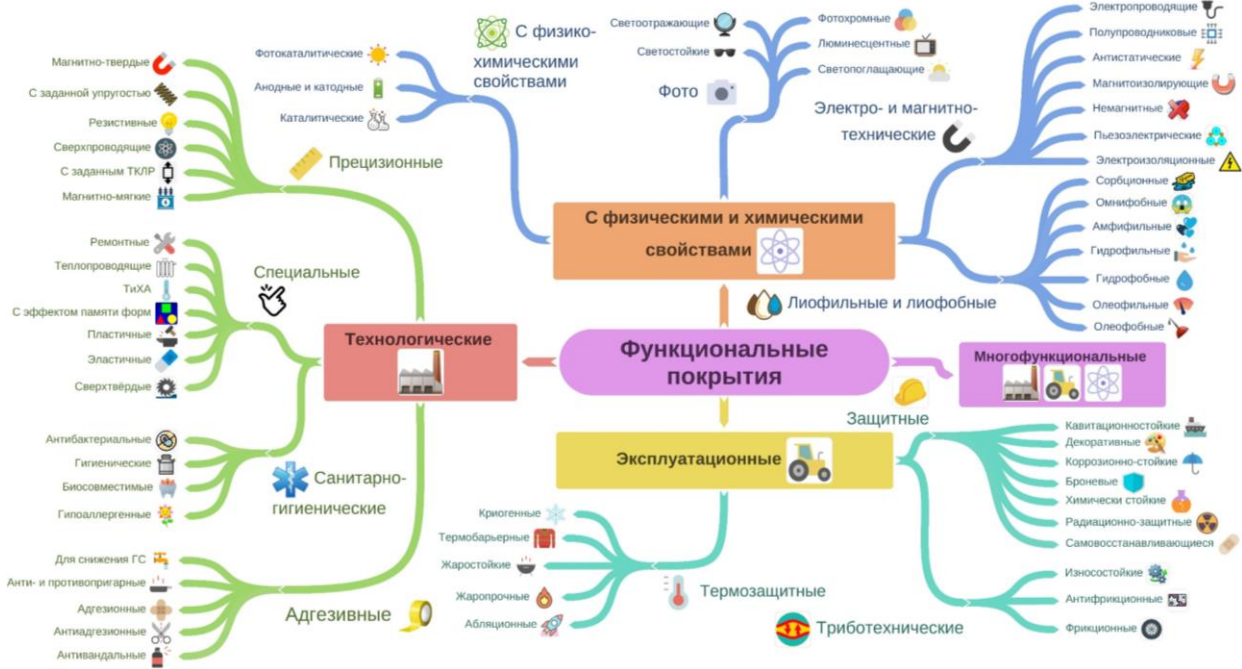 Функциональные
покрытия
С физическими и химическими
свойствами
С физико-
химическими
свойствами
Фотокаталитические
Анодные и катодные
Каталитические
Фото
Светоотражающие
Светостойкие
Фотохромные
Люминесцентные
Светопоглащающие
Электро- и магнито-
технические
Электропроводящие
Полупроводниковые
Антистатические
Магнитоизолирующие
Немагнитные
Пьезоэлектрические
Электроизоляционные
Лиофильные и лиофобные
Сорбционные
Омнифобные
Амфифильные
Гидрофильные
Гидрофобные
Олеофильные
Олеофобные
Многофункциональные
Эксплуатационные
Защитные
Кавитационностойкие
Декоративные
Коррозионно-стойкие
Броневые
Химически стойкие
Радиационно-защитные
Самовосстанавливающиеся
Триботехнические
Износостойкие
Антифрикционные
Фрикционные
Термозащитные
Криогенные
Термобарьерные
Жаростойкие
Жаропрочные
Абляционные
Технологические
Прецизионные
Магнитно-твердые
С заданной упругостью
Резистивные
Сверхпроводящие
С заданным ТКЛР
Магнитно-мягкие
Специальные
Ремонтные
Теплопроводящие
ТиХА
С эффектом памяти форм
Пластичные
Эластичные
Сверхтвёрдые
Санитарно-
гигиенические
Антибактериальные
Гигиенические
Биосовместимые
Гипоаллергенные
Адгезивные
Для снижения ГС
Анти- и противопригарные
Адгезионные
Антиадгезионные
Антивандальные